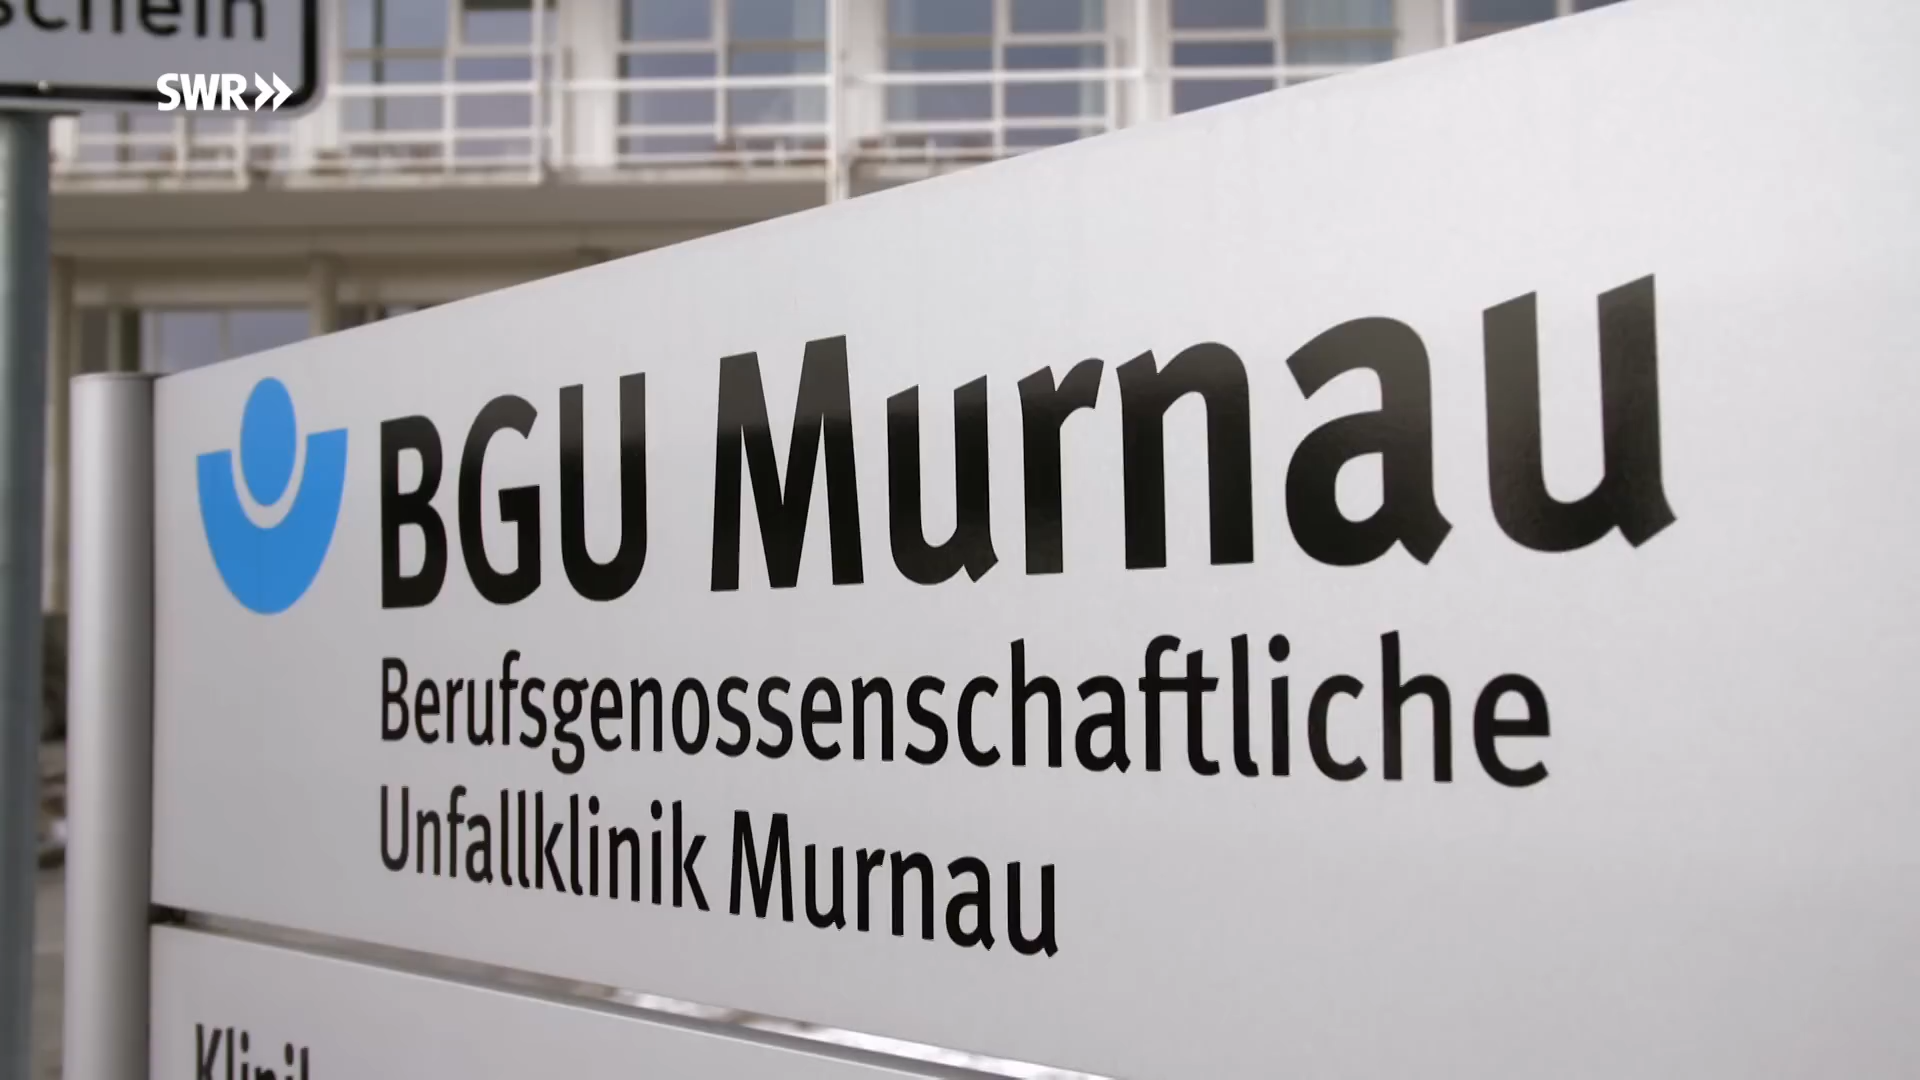 SWR
BGU Murnau
Berufsgenossenschaftliche
Unfallklinik Murnau